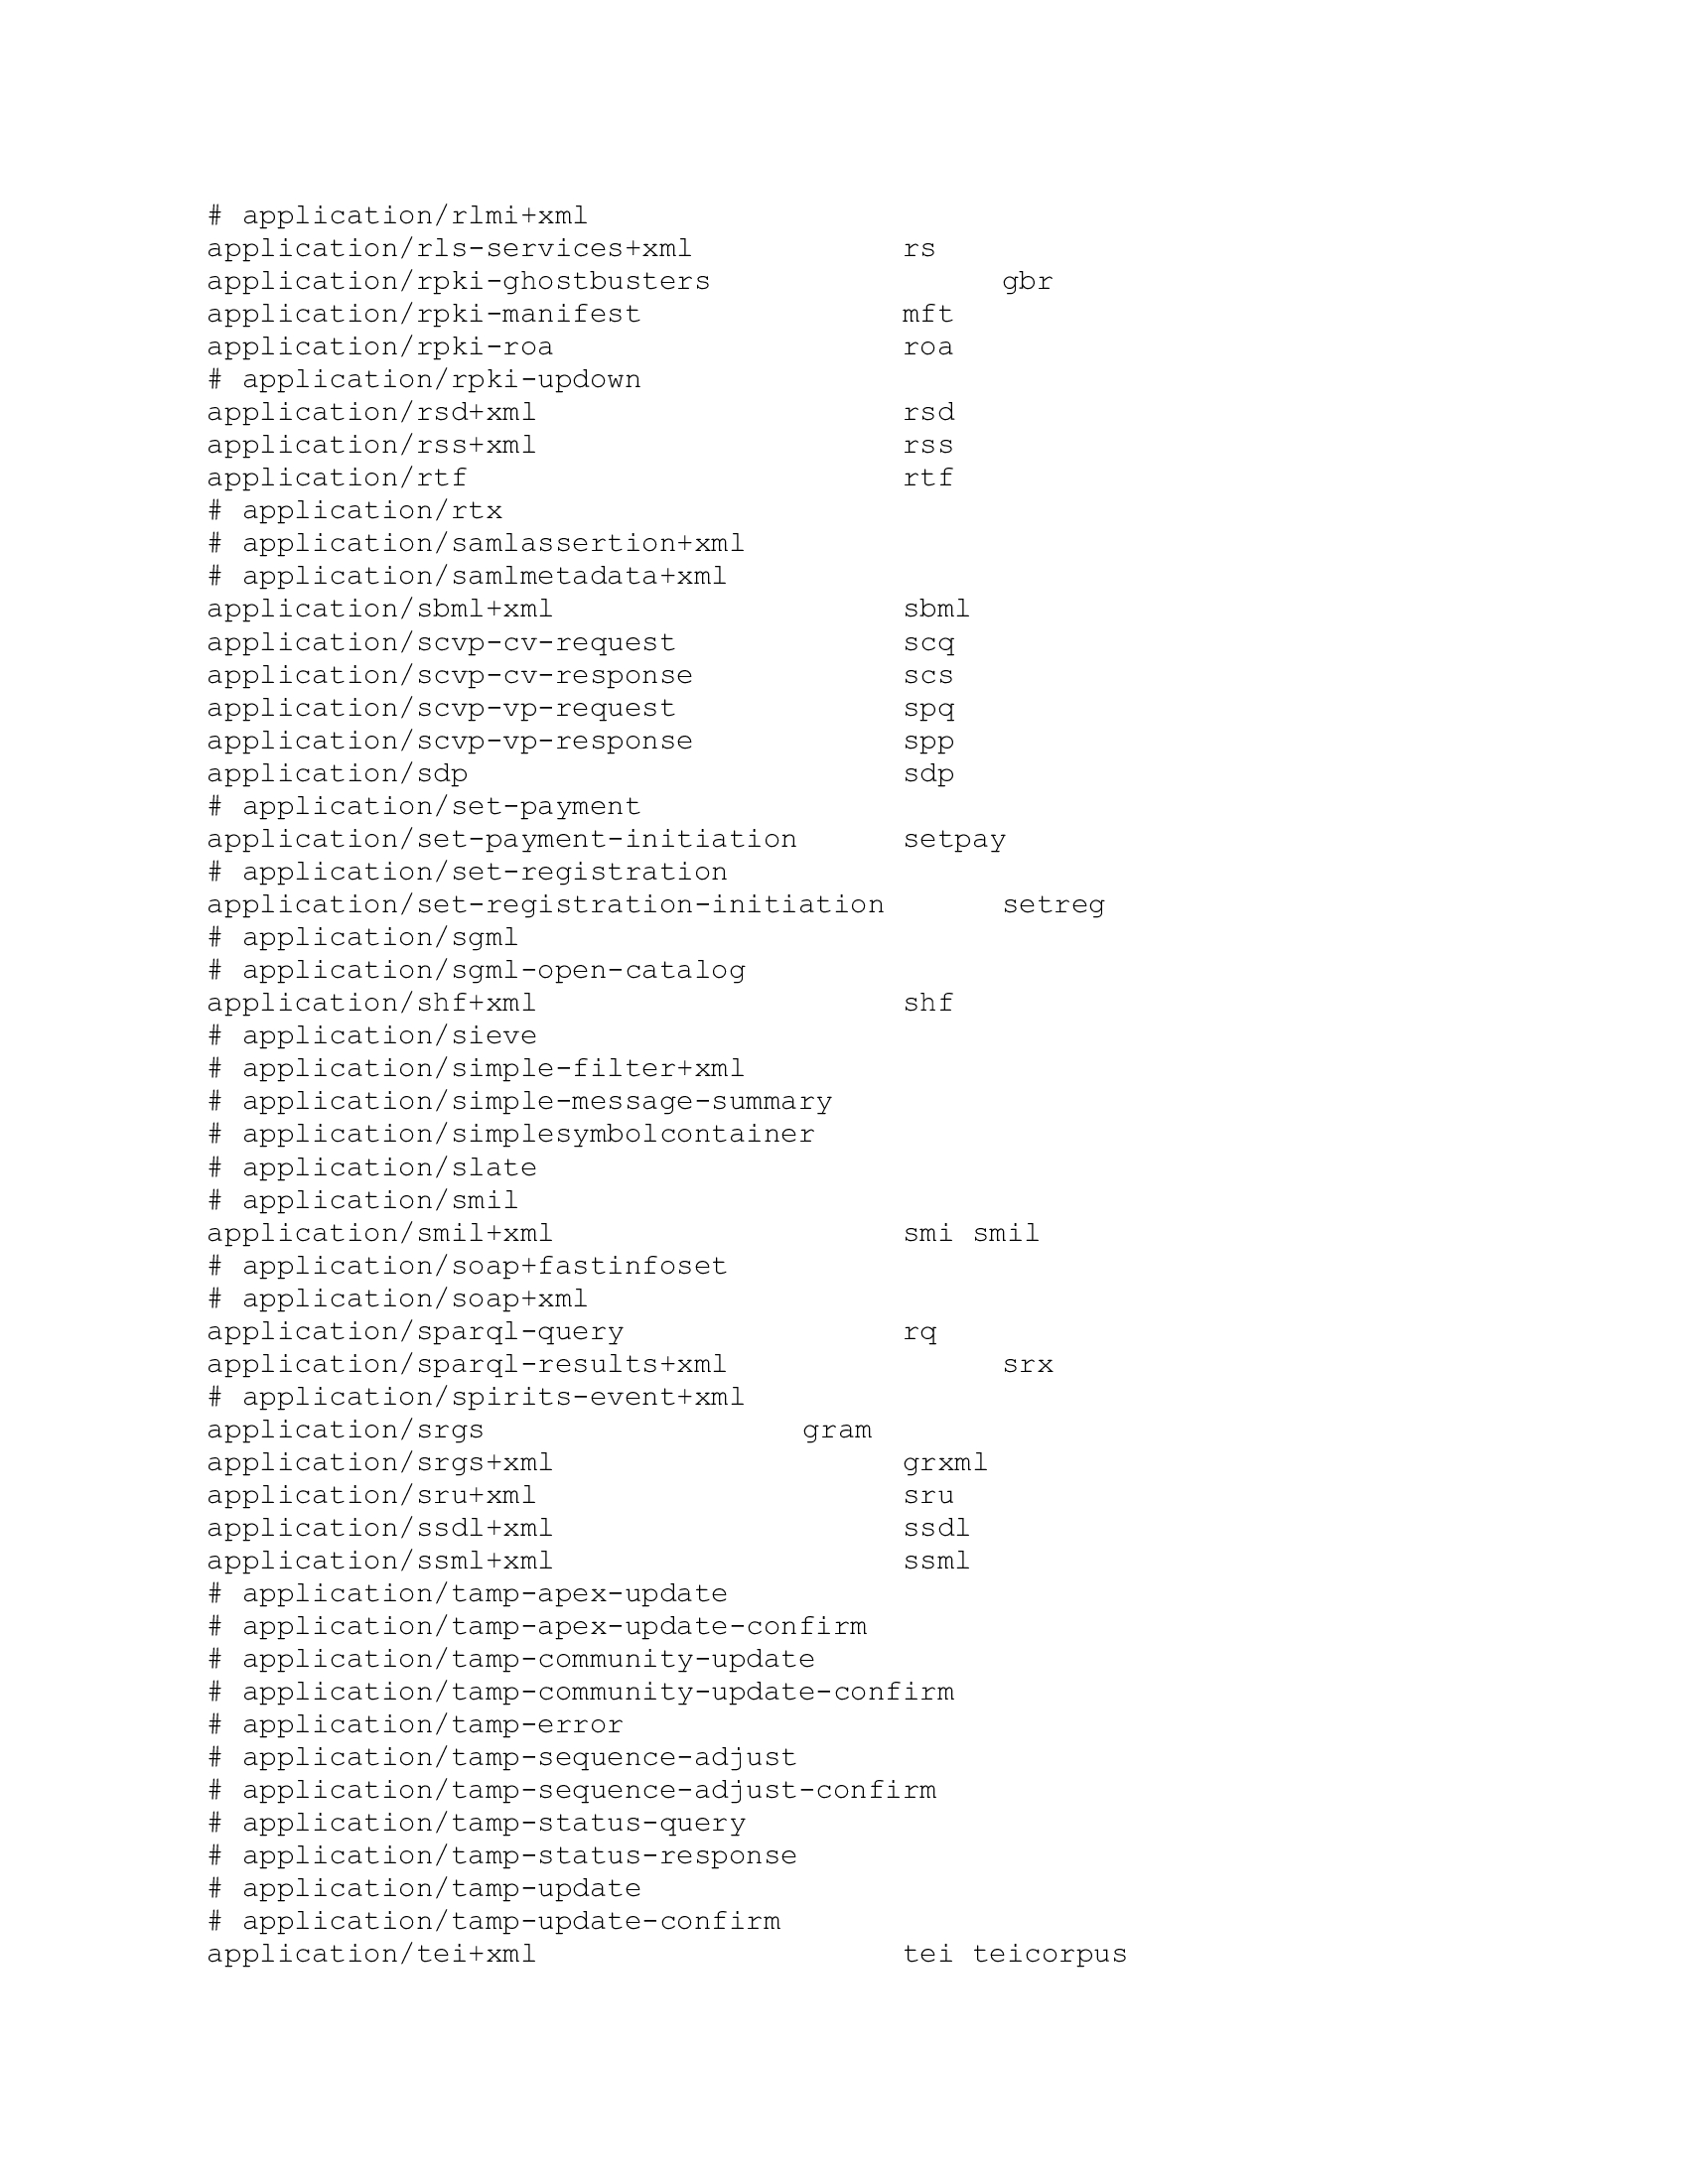 # application/rlmi+xml
application/rls-services+xml rs
application/rpki-ghostbusters gbr
application/rpki-manifest mft
application/rpki-roa roa
# application/rpki-updown
application/rsd+xml rsd
application/rss+xml rss
application/rtf rtf
# application/rtx
# application/samlassertion+xml
# application/samlmetadata+xml
application/sbml+xml sbml
application/scvp-cv-request scq
application/scvp-cv-response scs
application/scvp-vp-request spq
application/scvp-vp-response spp
application/sdp sdp
# application/set-payment
application/set-payment-initiation setpay
# application/set-registration
application/set-registration-initiation setreg
# application/sgml
# application/sgml-open-catalog
application/shf+xml shf
# application/sieve
# application/simple-filter+xml
# application/simple-message-summary
# application/simplesymbolcontainer
# application/slate
# application/smil
application/smil+xml smi smil
# application/soap+fastinfoset
# application/soap+xml
application/sparql-query rq
application/sparql-results+xml srx
# application/spirits-event+xml
application/srgs gram
application/srgs+xml grxml
application/sru+xml sru
application/ssdl+xml ssdl
application/ssml+xml ssml
# application/tamp-apex-update
# application/tamp-apex-update-confirm
# application/tamp-community-update
# application/tamp-community-update-confirm
# application/tamp-error
# application/tamp-sequence-adjust
# application/tamp-sequence-adjust-confirm
# application/tamp-status-query
# application/tamp-status-response
# application/tamp-update
# application/tamp-update-confirm
application/tei+xml tei teicorpus